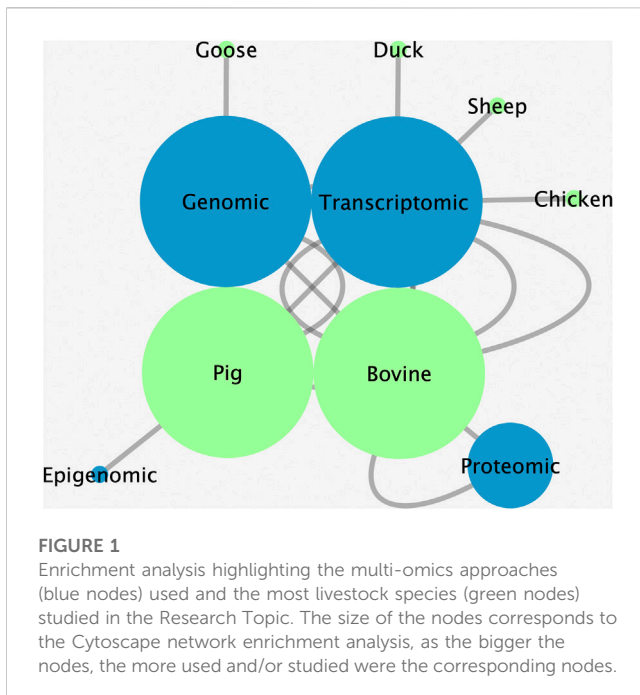 Goose
Duck
Sheep
Chicken
Genomic
Transcriptomic
Pig
Bovine
Epigenomic
Proteomic
FIGURE 1
Enrichment analysis highlighting the multi-omics approaches
(blue nodes) used and the most livestock species (green nodes)
studied in the Research Topic. The size of the nodes corresponds to
the Cytoscape network enrichment analysis, as the bigger the
nodes, the more used and/or studied were the corresponding nodes.